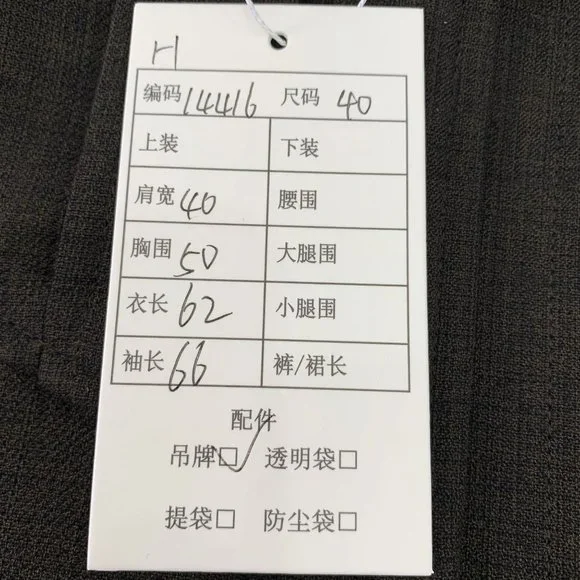 rl
编码 14416 尺码 40
上装 下装
肩宽 40 腰围
胸围 50 大腿围
衣长 62 小腿围
袖长 66 裤/裙长
配件
吊牌☑ 透明袋□
提袋□ 防尘袋□